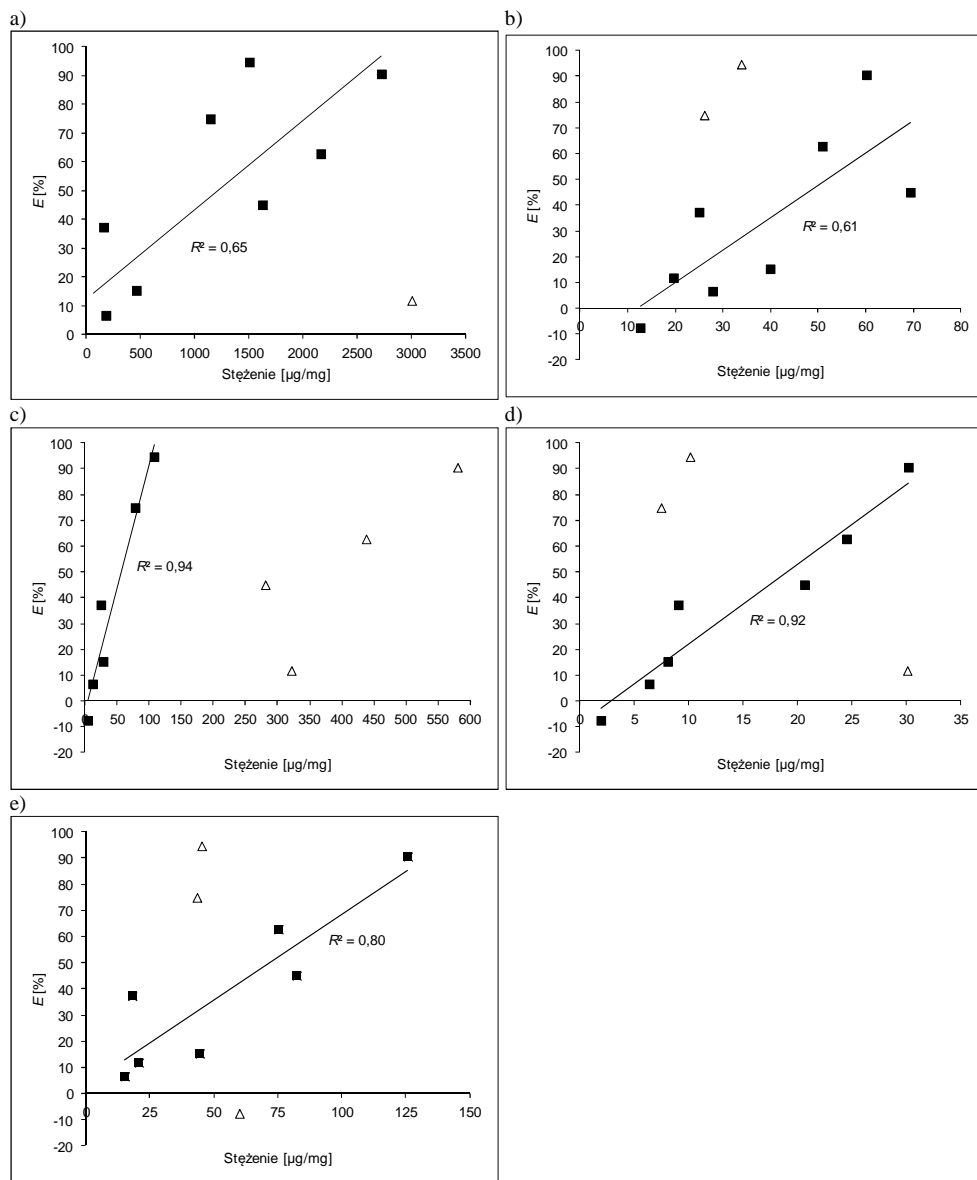 a)
100
90
80
70
60
50
40
30
20
10
0
E [%]
R² = 0,65
0 500 1000 1500 2000 2500 3000 3500
Stężenie [µg/mg]
b)
100
90
80
70
60
50
40
30
20
10
0
-10
-20
E [%]
R² = 0,61
0 10 20 30 40 50 60 70 80
Stężenie [µg/mg]
c)
100
90
80
70
60
50
40
30
20
10
0
-10
-20
E [%]
R² = 0,94
0 50 100 150 200 250 300 350 400 450 500 550 600
Stężenie [µg/mg]
d)
100
90
80
70
60
50
40
30
20
10
0
-10
-20
E [%]
R² = 0,92
0 5 10 15 20 25 30 35
Stężenie [µg/mg]
e)
100
90
80
70
60
50
40
30
20
10
0
-10
-20
E [%]
R² = 0,80
0 25 50 75 100 125 150
Stężenie [µg/mg]